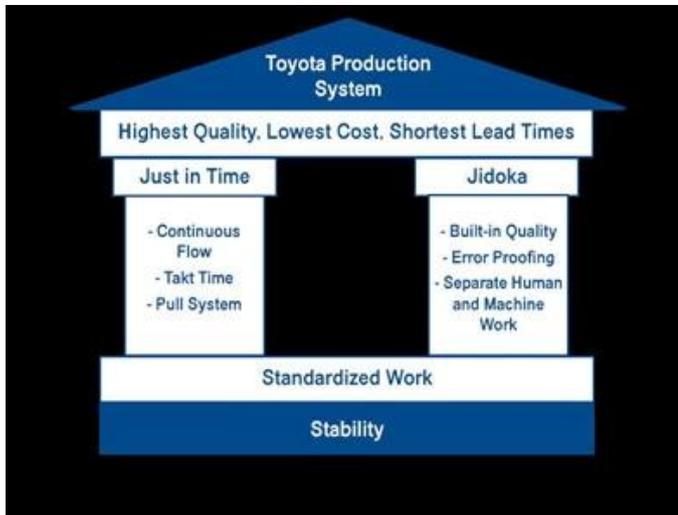 Toyota Production
System
Highest Quality, Lowest Cost, Shortest Lead Times
Just in Time
- Continuous
Flow
- Takt Time
- Pull System
Jidoka
- Built-in Quality
- Error Proofing
- Separate Human
and Machine
Work
Standardized Work
Stability